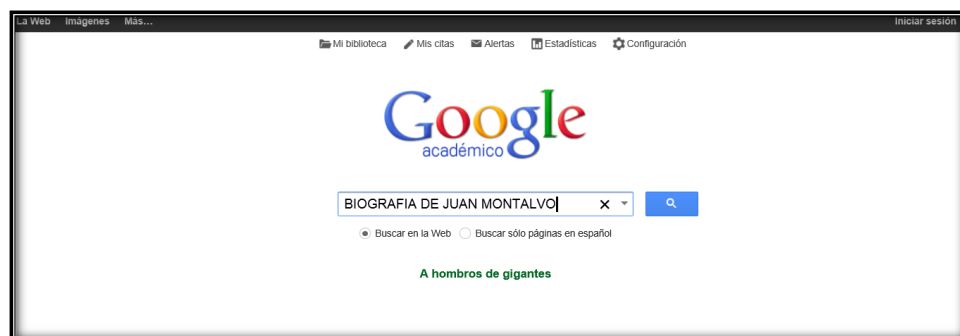 La Web Imágenes Más... Iniciar sesión
Mi biblioteca Mis citas Alertas Estadísticas Configuración
Google
académico
BIOGRAFIA DE JUAN MONTALVO
Buscar en la Web Buscar sólo páginas en español
A hombros de gigantes